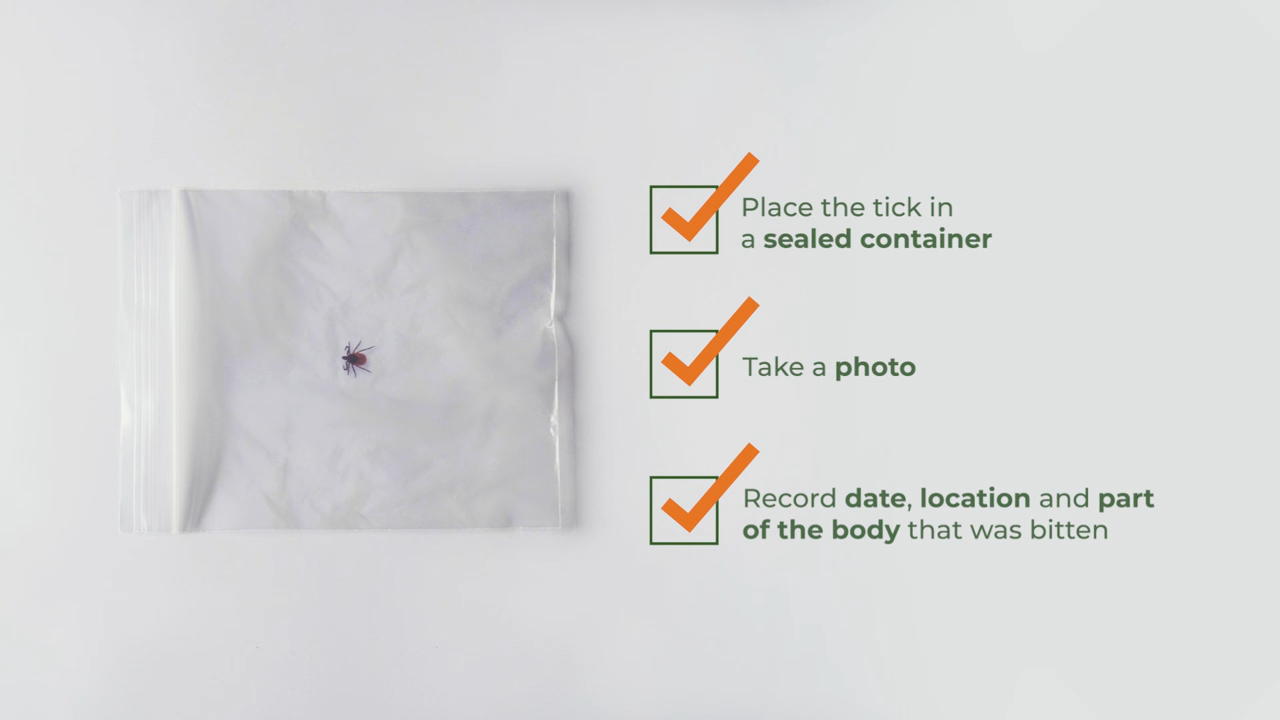 Place the tick in
a sealed container
Take a photo
Record date, location and part
of the body that was bitten